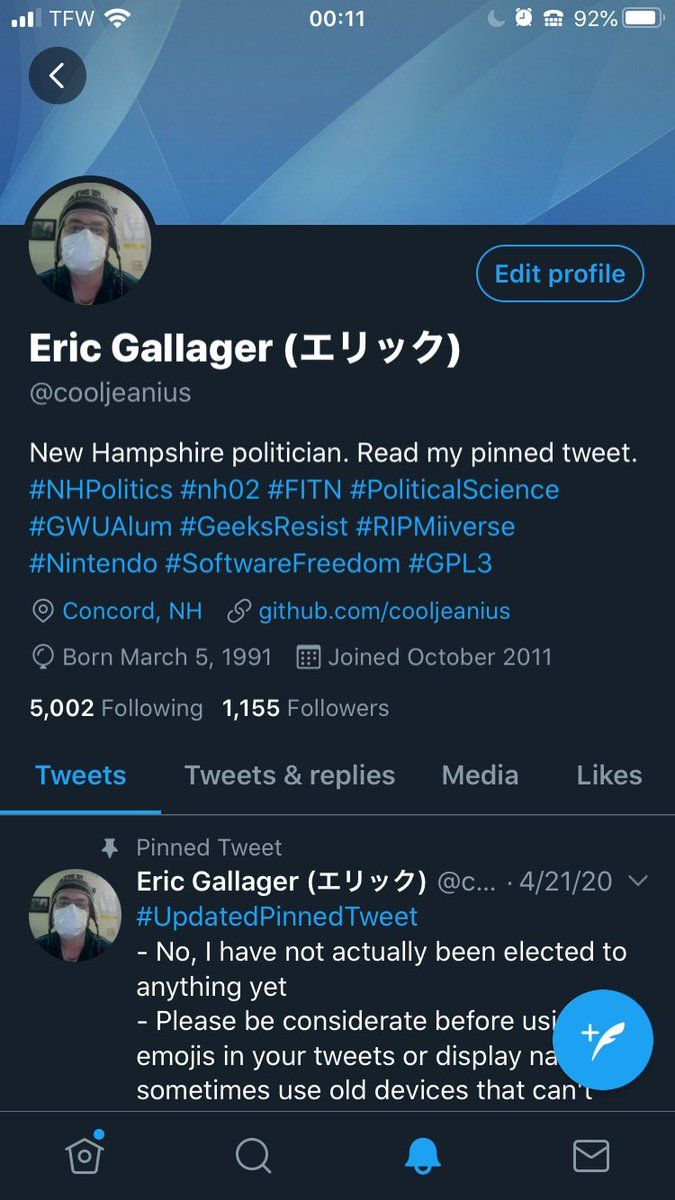 TFW 00:11 92%
Edit profile
Eric Gallager (エリック)
@cooljeanius
New Hampshire politician. Read my pinned tweet.
#NHPolitics #nh02 #FITN #PoliticalScience
#GWUAlum #GeeksResist #RIPMiiverse
#Nintendo #SoftwareFreedom #GPL3
Concord, NH github.com/cooljeanius
Born March 5, 1991 Joined October 2011
5,002 Following 1,155 Followers
Tweets Tweets & replies Media Likes
Pinned Tweet
Eric Gallager (エリック) @c... · 4/21/20
#UpdatedPinnedTweet
- No, I have not actually been elected to
anything yet
- Please be considerate before
emojis in your tweets or display
sometimes use old devices that can't